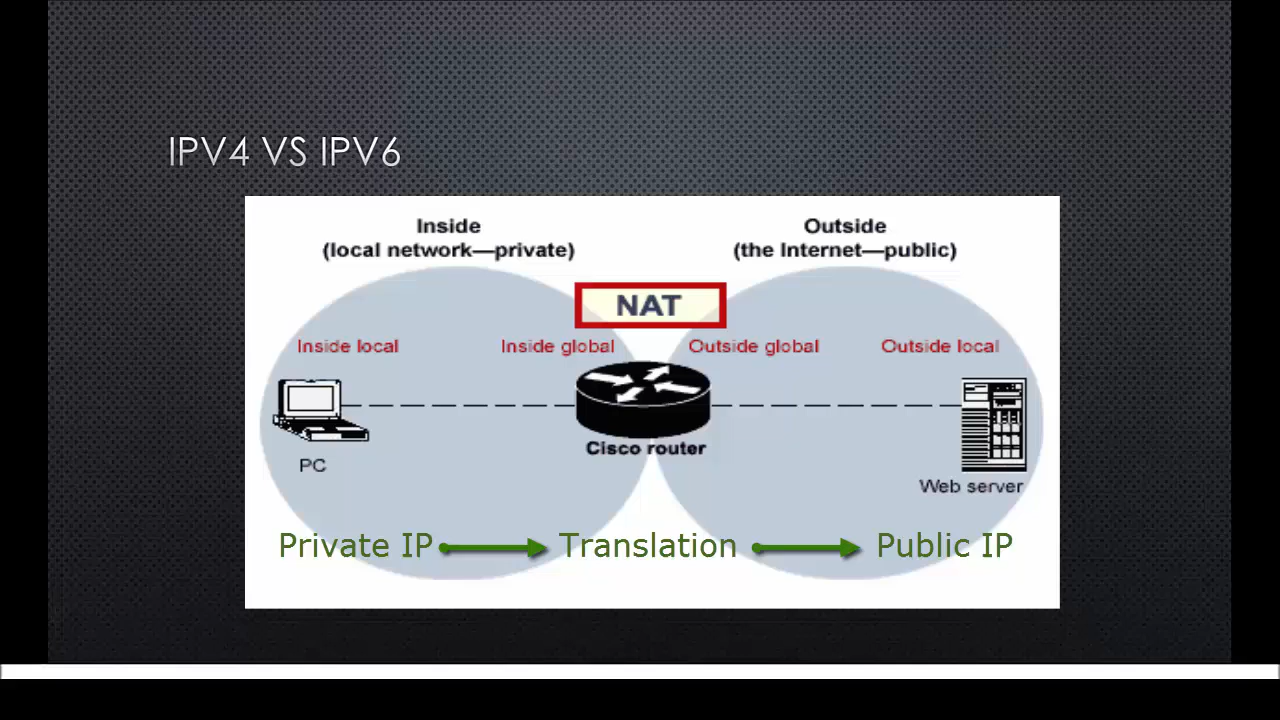 IPV4 VS IPV6
Inside
(local network—private)
Outside
(the Internet—public)
NAT
Inside local
Inside global
Outside global
Outside local
Cisco router
PC
Web server
Private IP
Translation
Public IP